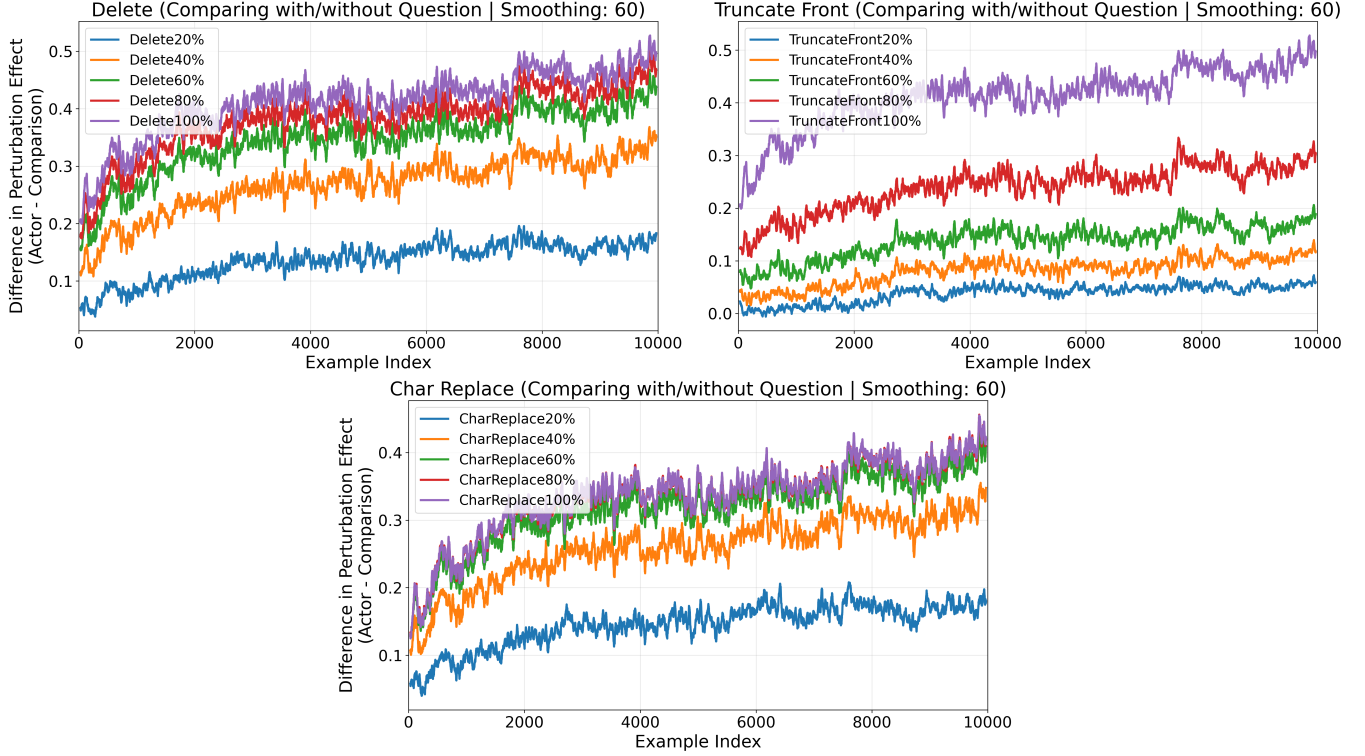 Delete (Comparing with/without Question | Smoothing: 60)
Difference in Perturbation Effect
(Actor - Comparison)
0.5
0.4
0.3
0.2
0.1
Delete20%
Delete40%
Delete60%
Delete80%
Delete100%
0 2000 4000 6000 8000 10000
Example Index
Truncate Front (Comparing with/without Question | Smoothing: 60)
0.5
0.4
0.3
0.2
0.1
0.0
TruncateFront20%
TruncateFront40%
TruncateFront60%
TruncateFront80%
TruncateFront100%
0 2000 4000 6000 8000 10000
Example Index
Char Replace (Comparing with/without Question | Smoothing: 60)
Difference in Perturbation Effect
(Actor - Comparison)
0.4
0.3
0.2
0.1
CharReplace20%
CharReplace40%
CharReplace60%
CharReplace80%
CharReplace100%
0 2000 4000 6000 8000 10000
Example Index